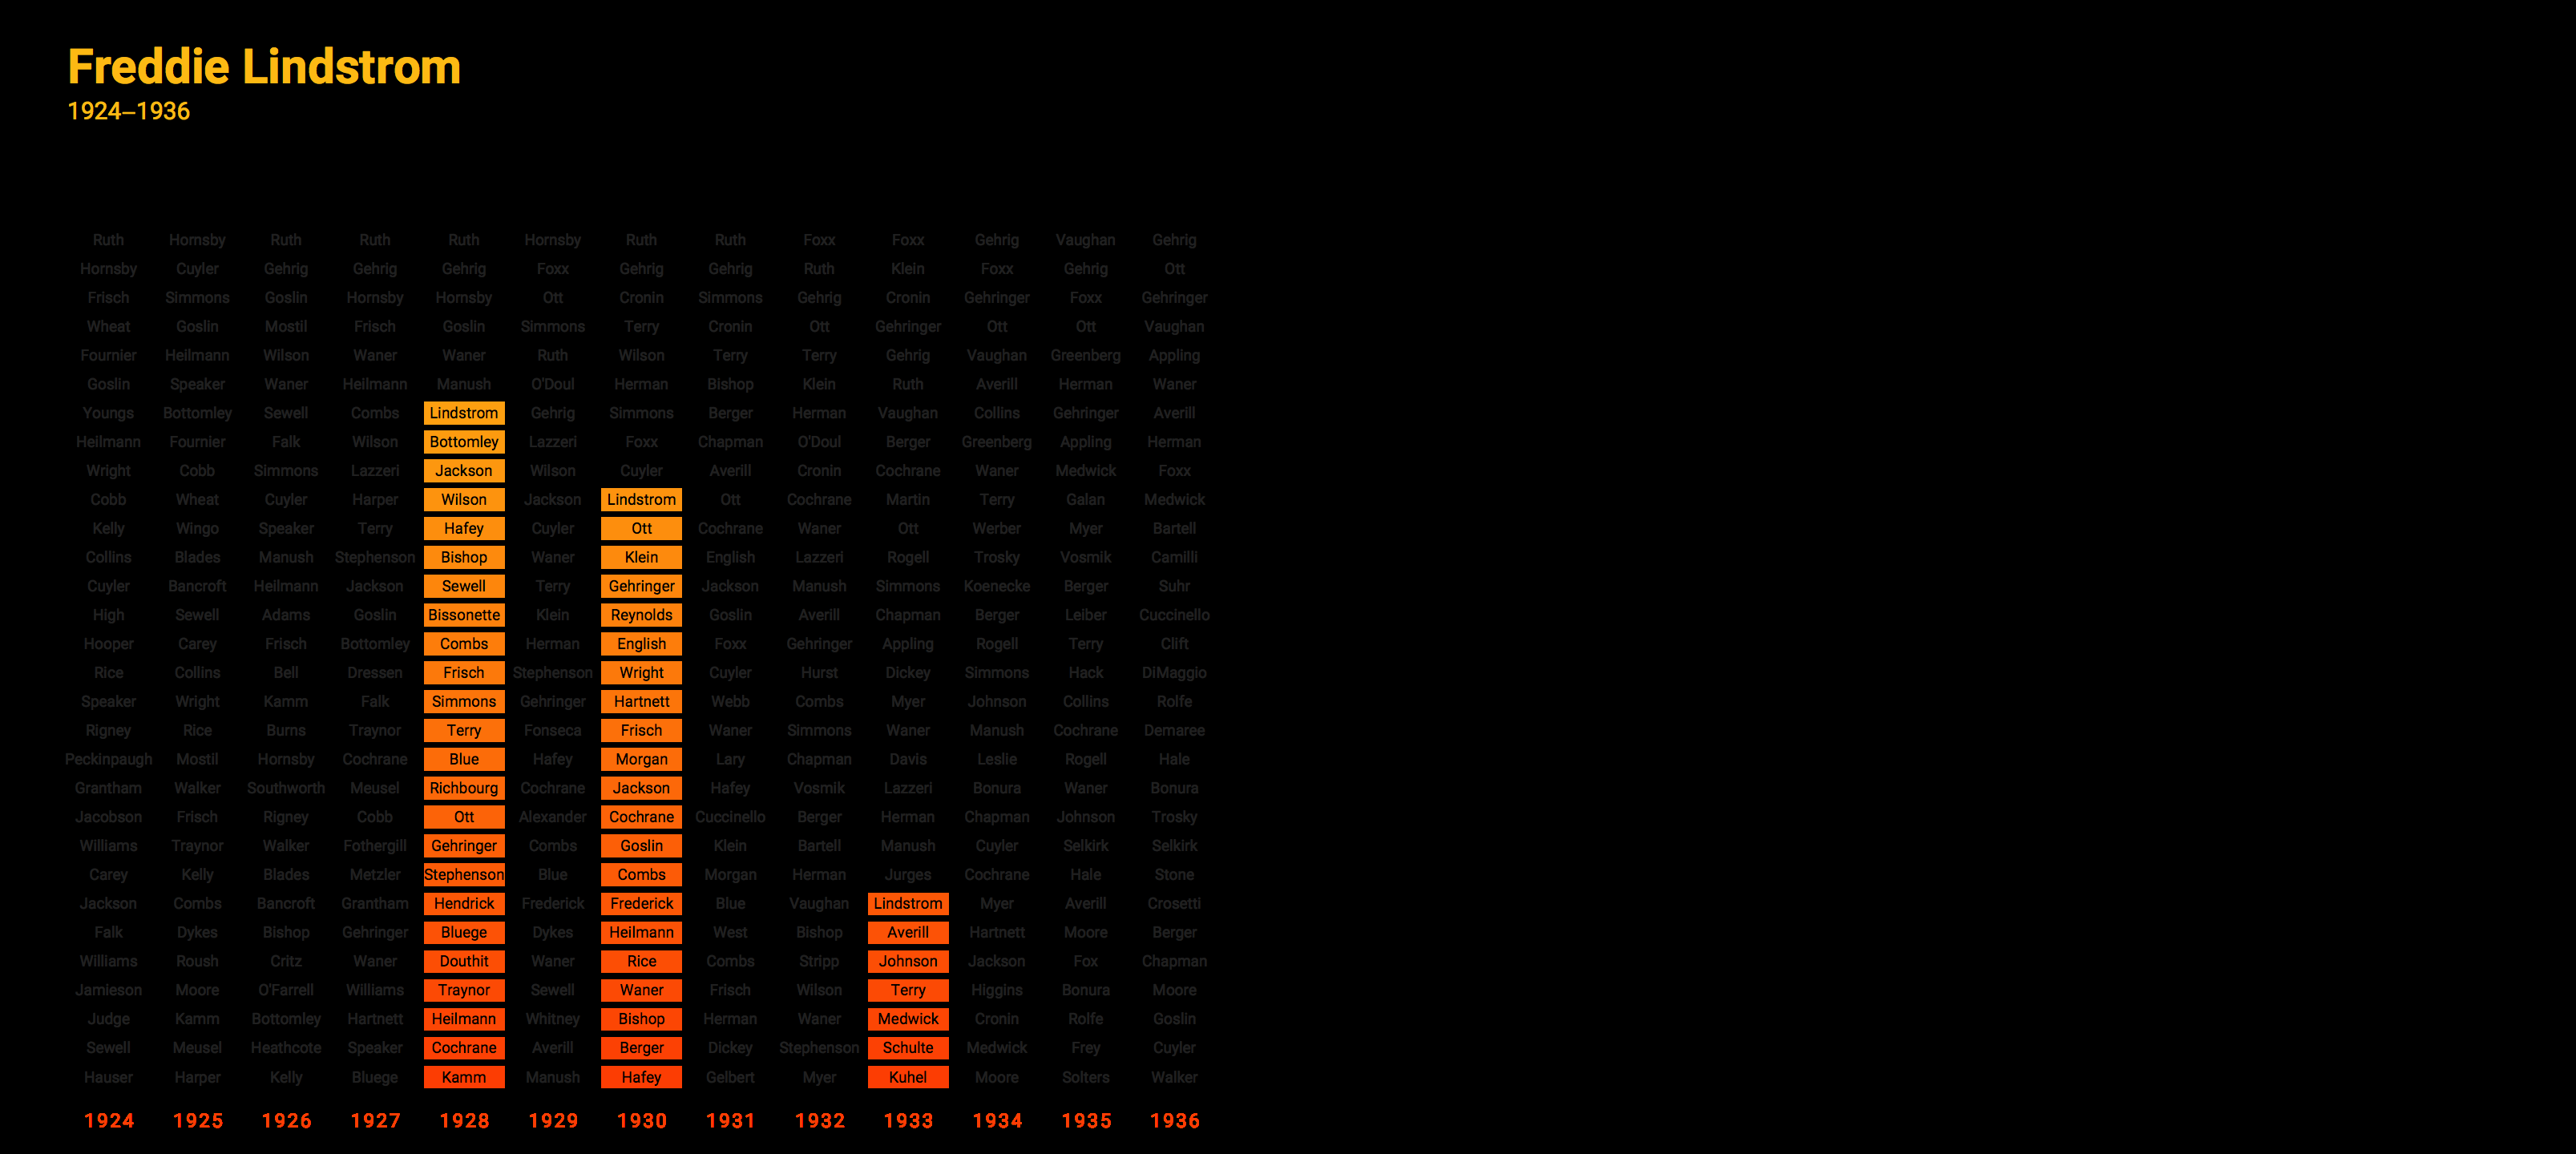 Freddie Lindstrom
1924–1936
Ruth Hornsby Ruth Ruth Ruth Hornsby Ruth Ruth Foxx Foxx Gehrig Vaughan Gehrig
Hornsby Cuyler Gehrig Gehrig Gehrig Foxx Gehrig Gehrig Ruth Klein Foxx Gehrig Ott
Frisch Simmons Goslin Hornsby Hornsby Ott Cronin Simmons Gehrig Cronin Gehringer Foxx Gehringer
Wheat Goslin Mostil Frisch Goslin Simmons Terry Cronin Ott Gehringer Ott Ott Vaughan
Fournier Heilmann Wilson Waner Waner Ruth Wilson Terry Terry Gehrig Vaughan Greenberg Appling
Goslin Speaker Waner Heilmann Manush O'Doul Herman Bishop Klein Ruth Averill Herman Waner
Youngs Bottomley Sewell Combs Lindstrom Gehrig Simmons Berger Herman Vaughan Collins Gehringer Averill
Heilmann Fournier Falk Wilson Bottomley Lazzeri Foxx Chapman O'Doul Berger Greenberg Appling Herman
Wright Cobb Simmons Lazzeri Jackson Wilson Cuyler Averill Cronin Cochrane Waner Medwick Foxx
Cobb Wheat Cuyler Harper Wilson Jackson Lindstrom Ott Cochrane Martin Terry Galan Medwick
Kelly Wingo Speaker Terry Hafey Cuyler Ott Cochrane Waner Ott Werber Myer Bartell
Collins Blades Manush Stephenson Bishop Waner Klein English Lazzeri Rogell Trosky Vosmik Camilli
Cuyler Bancroft Heilmann Jackson Sewell Terry Gehringer Jackson Manush Simmons Koenecke Berger Suhr
High Sewell Adams Goslin Bissonette Klein Reynolds Goslin Averill Chapman Berger Leiber Cuccinello
Hooper Carey Frisch Bottomley Combs Herman English Foxx Gehringer Appling Rogell Terry Clift
Rice Collins Bell Dressen Frisch Stephenson Wright Cuyler Hurst Dickey Simmons Hack DiMaggio
Speaker Wright Kamm Falk Simmons Gehringer Hartnett Webb Combs Myer Johnson Collins Rolfe
Rigney Rice Burns Traynor Terry Fonseca Frisch Waner Simmons Waner Manush Cochrane Demaree
Peckinpaugh Mostil Hornsby Cochrane Blue Hafey Morgan Lary Chapman Davis Leslie Rogell Hale
Grantham Walker Southworth Meusel Richbourg Cochrane Jackson Hafey Vosmik Lazzeri Bonura Waner Bonura
Jacobson Frisch Rigney Cobb Ott Alexander Cochrane Cuccinello Berger Herman Chapman Johnson Trosky
Williams Traynor Walker Fothergill Gehringer Combs Goslin Klein Bartell Manush Cuyler Selkirk Selkirk
Carey Kelly Blades Metzler Stephenson Blue Combs Morgan Herman Jurges Cochrane Hale Stone
Jackson Combs Bancroft Grantham Hendrick Frederick Frederick Blue Vaughan Lindstrom Myer Averill Crosetti
Falk Dykes Bishop Gehringer Bluege Dykes Heilmann West Bishop Averill Hartnett Moore Berger
Williams Roush Critz Waner Douthit Waner Rice Combs Stripp Johnson Jackson Fox Chapman
Jamieson Moore O'Farrell Williams Traynor Sewell Waner Frisch Wilson Terry Higgins Bonura Moore
Judge Kamm Bottomley Hartnett Heilmann Whitney Bishop Herman Waner Medwick Cronin Rolfe Goslin
Sewell Meusel Heathcote Speaker Cochrane Averill Berger Dickey Stephenson Schulte Medwick Frey Cuyler
Hauser Harper Kelly Bluege Kamm Manush Hafey Gelbert Myer Kuhel Moore Solters Walker
1924 1925 1926 1927 1928 1929 1930 1931 1932 1933 1934 1935 1936